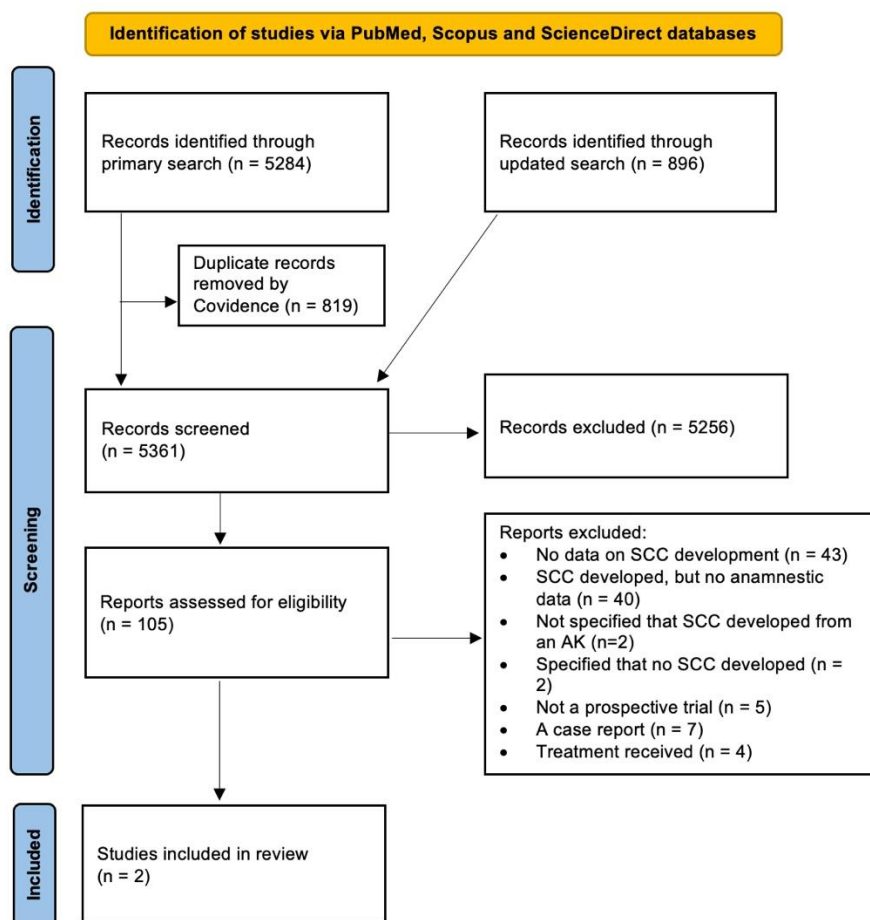 Identification of studies via PubMed, Scopus and ScienceDirect databases
Identification
Records identified through
primary search (n = 5284)
Records identified through
updated search (n = 896)
Duplicate records
removed by
Covidence (n = 819)
Screening
Records screened
(n = 5361)
Records excluded (n = 5256)
Reports assessed for eligibility
(n = 105)
Reports excluded:
• No data on SCC development (n = 43)
• SCC developed, but no anamnestic
data (n = 40)
• Not specified that SCC developed from
an AK (n=2)
• Specified that no SCC developed (n =
2)
• Not a prospective trial (n = 5)
• A case report (n = 7)
• Treatment received (n = 4)
Included
Studies included in review
(n = 2)